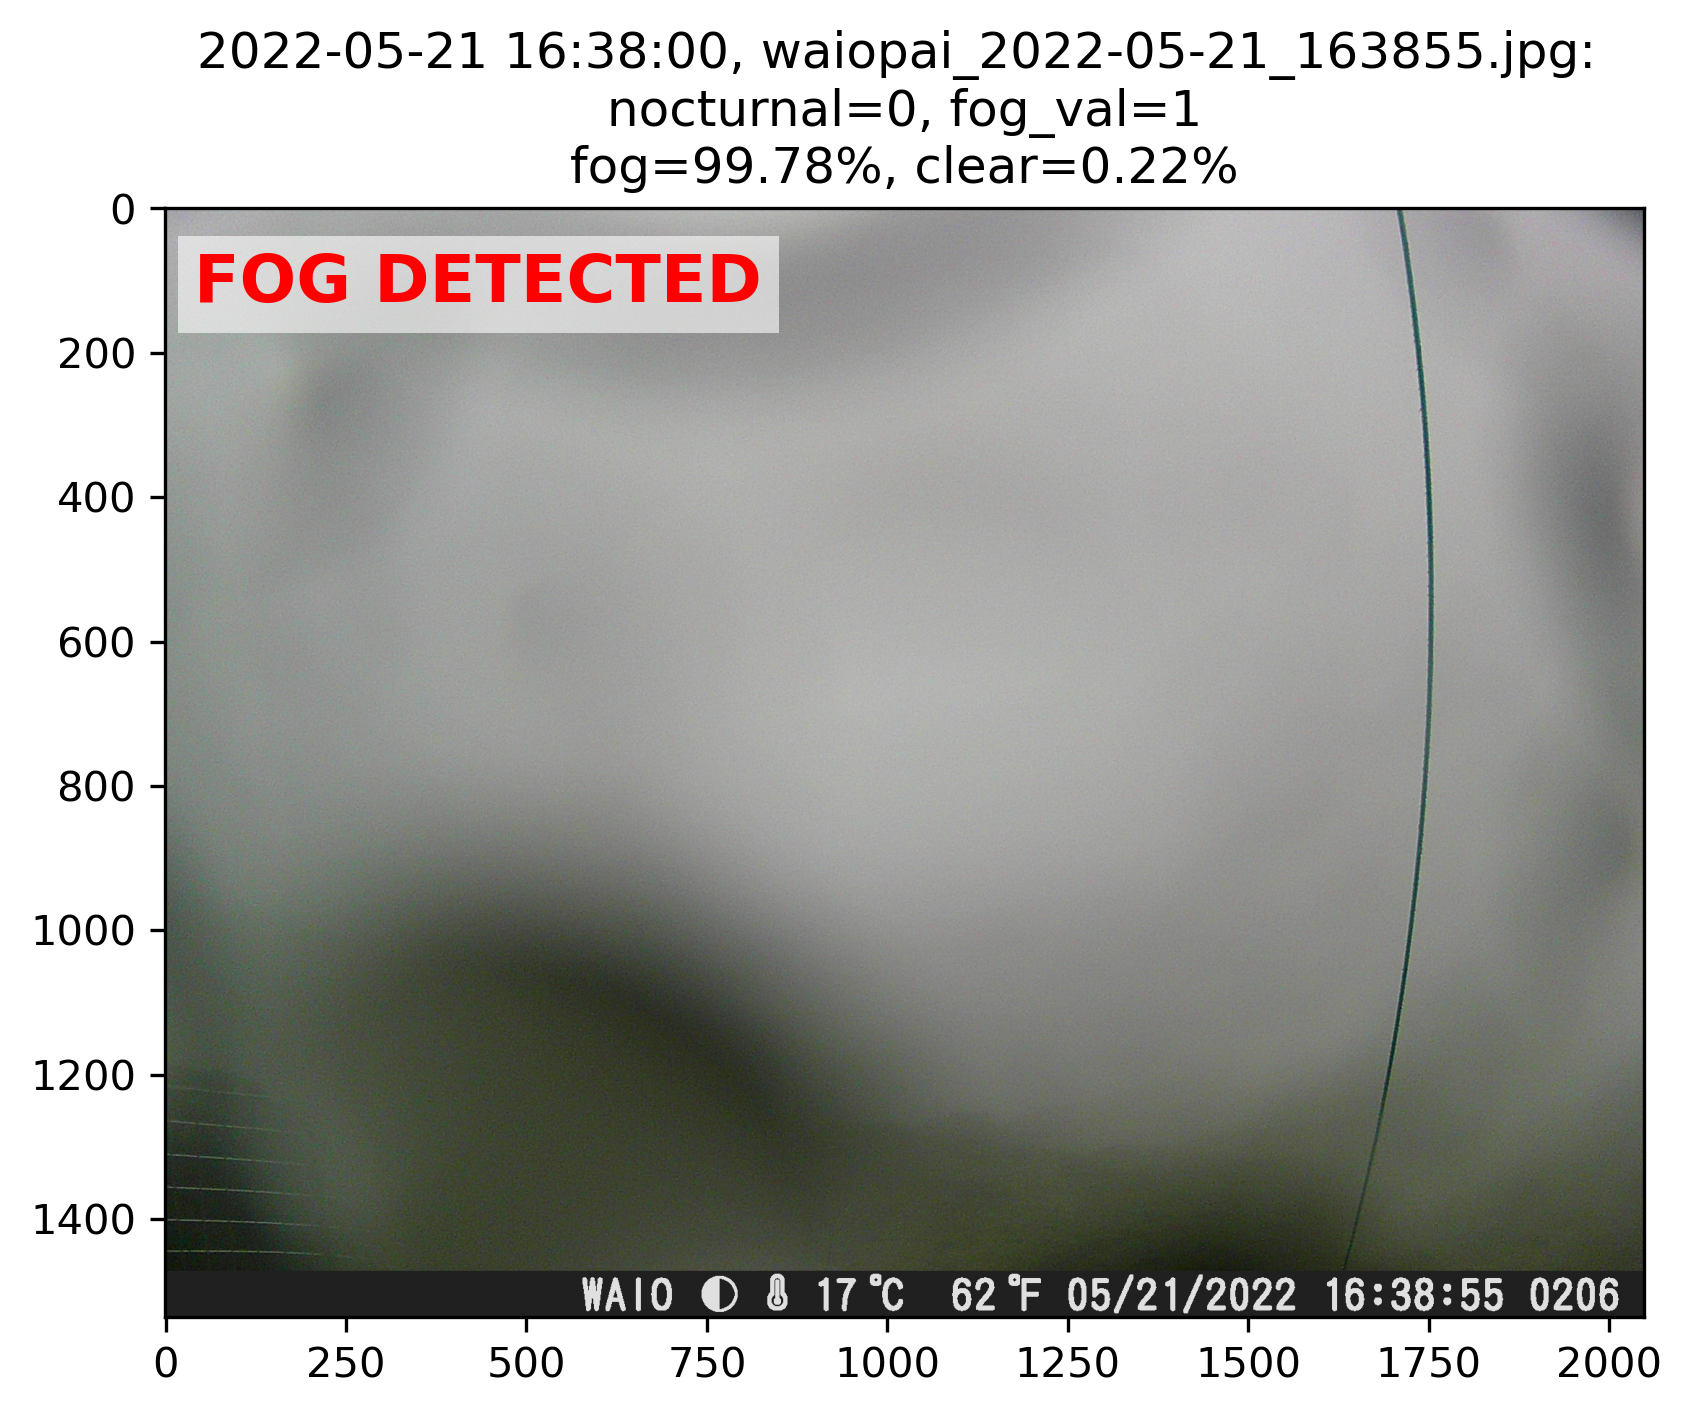 2022-05-21 16:38:00, waiopai_2022-05-21_163855.jpg:
nocturnal=0, fog_val=1
fog=99.78%, clear=0.22%
FOG DETECTED
0
200
400
600
800
1000
1200
1400
WAIO 17°C 62°F 05/21/2022 16:38:55 0206
0 250 500 750 1000 1250 1500 1750 2000